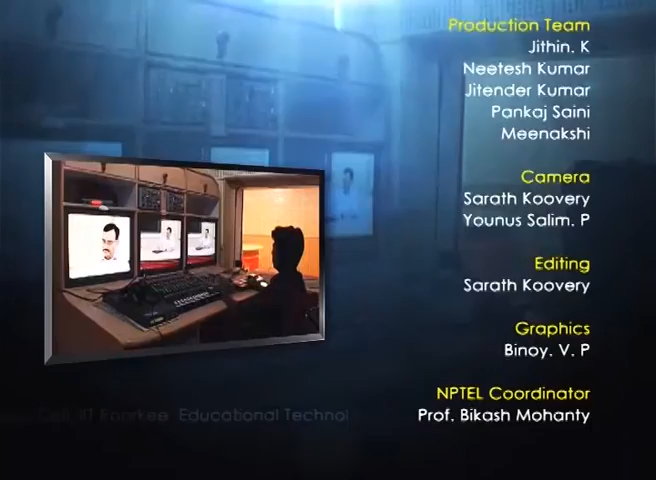 Production Team
Jithin. K
Neetesh Kumar
Jitender Kumar
Pankaj Saini
Meenakshi
Camera
Sarath Koovery
Younus Salim. P
Editing
Sarath Koovery
Graphics
Binoy. V. P
NPTEL Coordinator
Prof. Bikash Mohanty
Cell, IIT Roorkee, Educational Technol